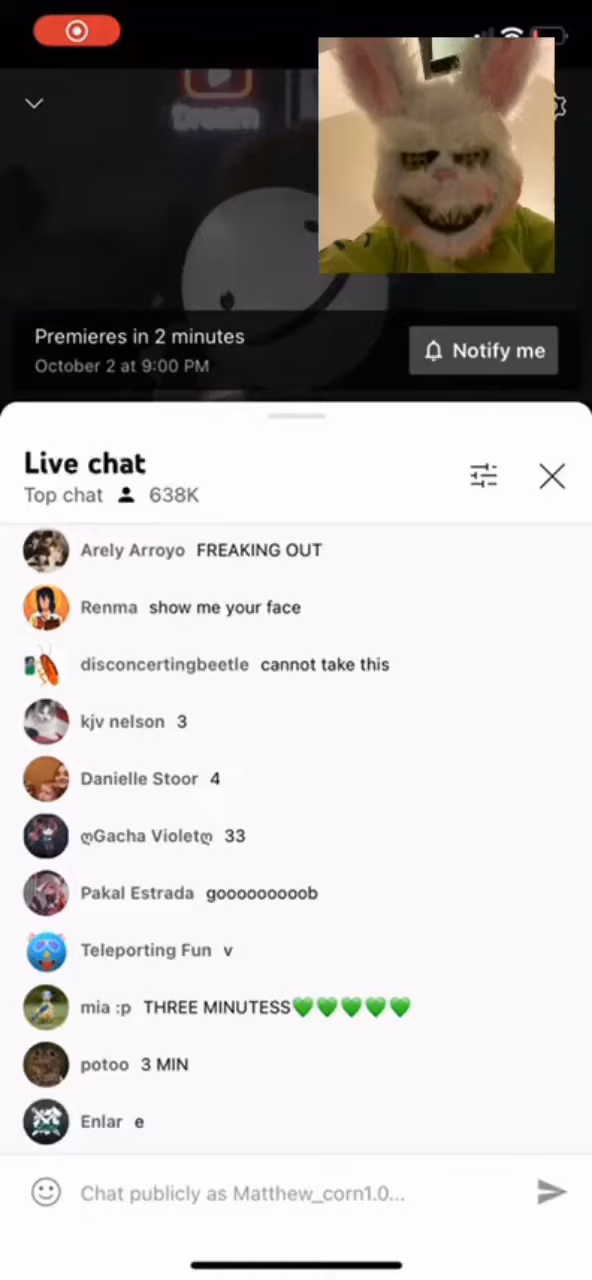 Dream
Premieres in 2 minutes
October 2 at 9:00 PM
Notify me
Live chat
Top chat 638K
Arely Arroyo FREAKING OUT
Renma show me your face
disconcertingbeetle cannot take this
kjv nelson 3
Danielle Stoor 4
ღGacha Violetღ 33
Pakal Estrada gooooooooob
Teleporting Fun v
mia :p THREE MINUTESS💚💚💚💚💚
potoo 3 MIN
Enlar e
Chat publicly as Matthew_corn1.0...